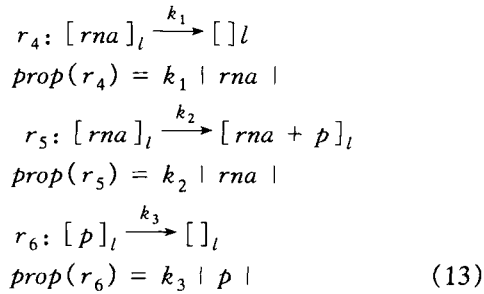 r₄: [rna]ₗ —k₁→ []l
prop(r₄) = k₁ | rna |
r₅: [rna]ₗ —k₂→ [rna + p]ₗ
prop(r₅) = k₂ | rna |
r₆: [p]ₗ —k₃→ []ₗ
prop(r₆) = k₃ | p | (13)